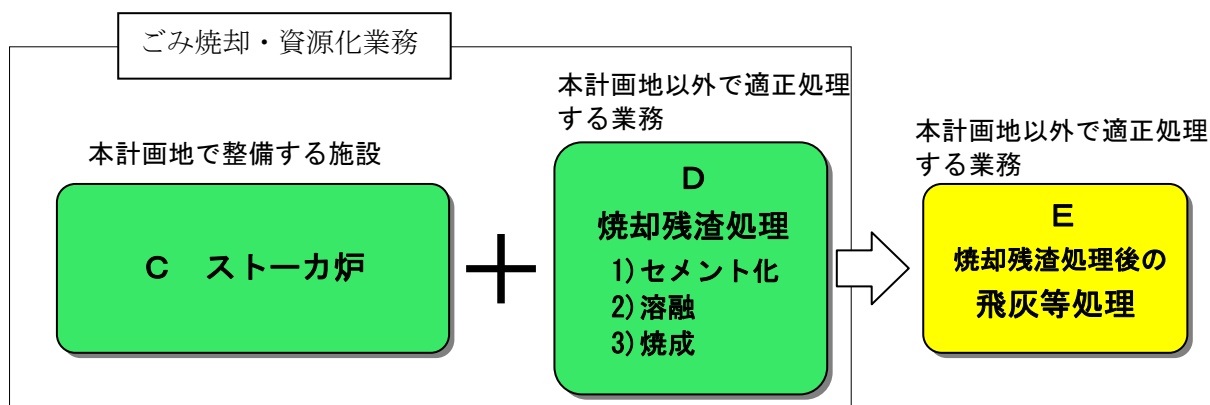 ごみ焼却・資源化業務
本計画地で整備する施設
C ストーカ炉
＋
本計画地以外で適正処理
する業務
D
焼却残渣処理
1)セメント化
2)溶融
3)焼成
本計画地以外で適正処理
する業務
E
焼却残渣処理後の
飛灰等処理